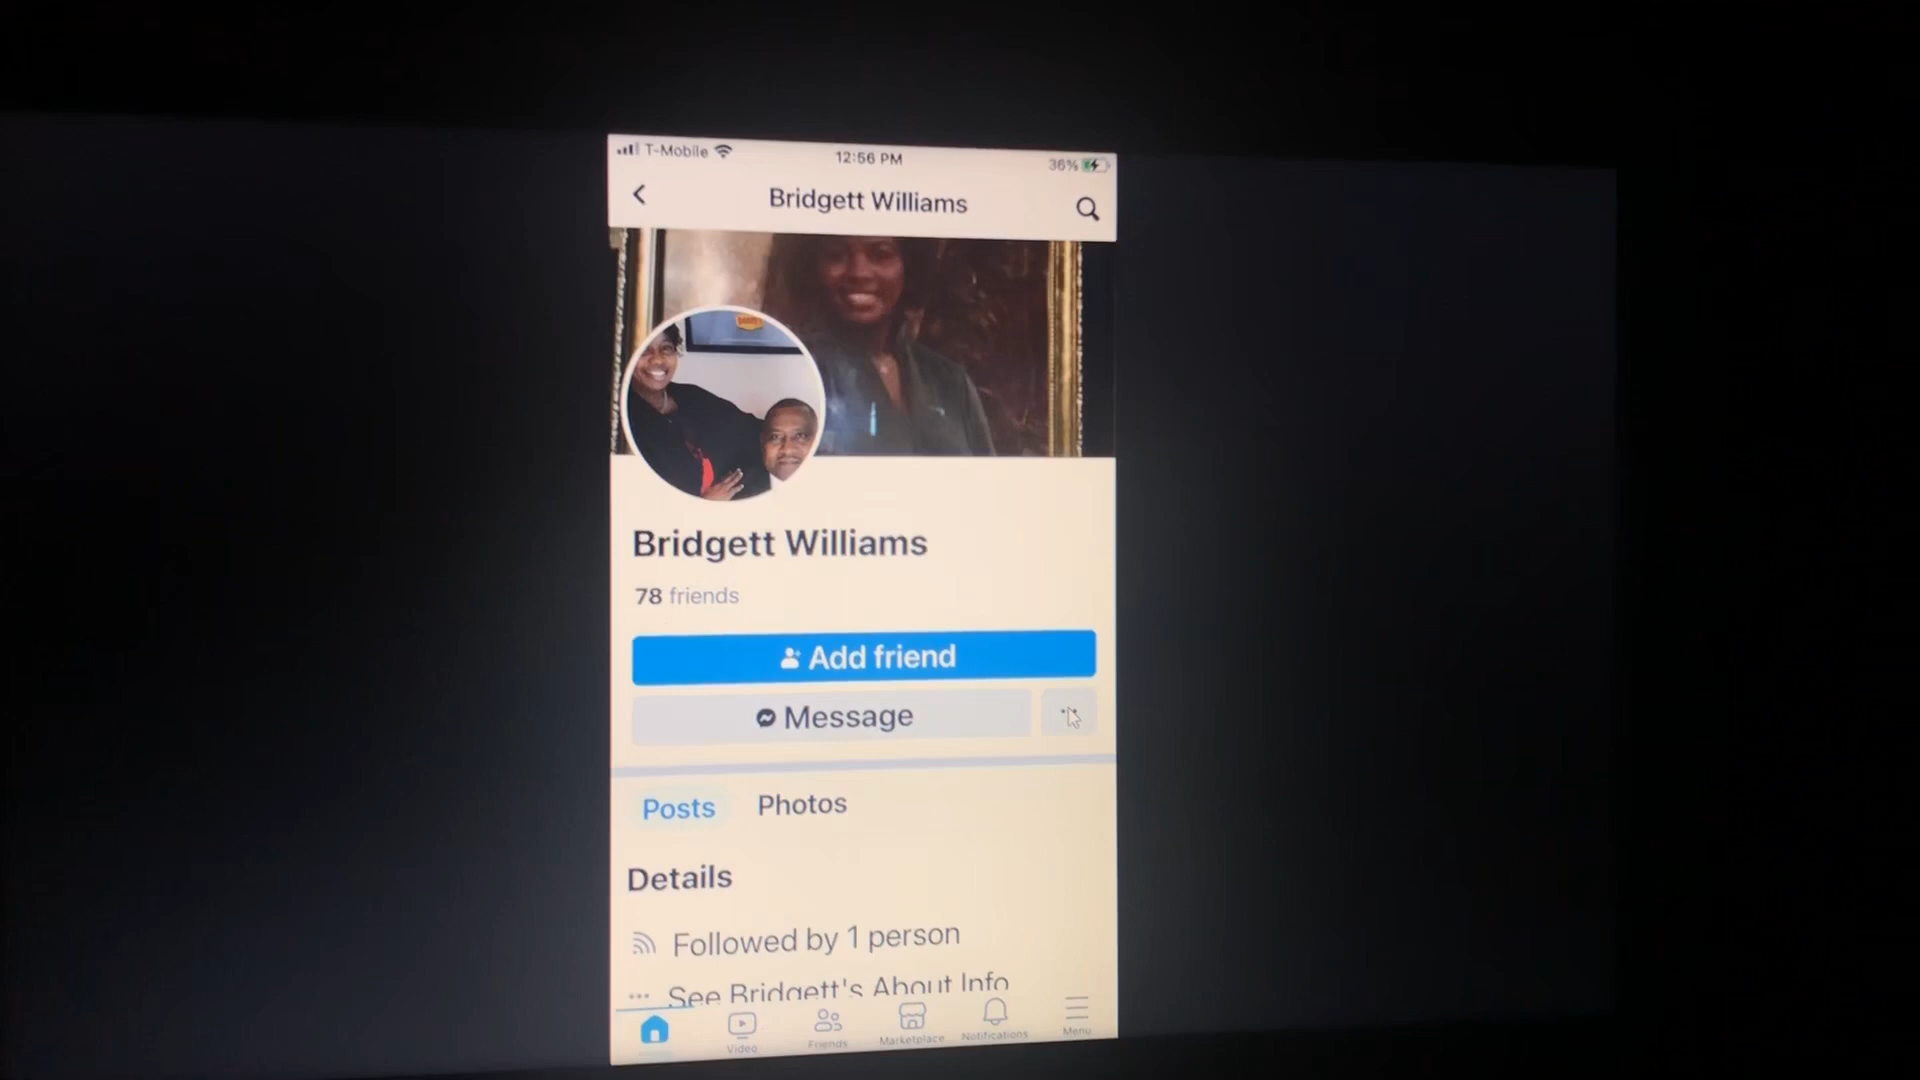 T-Mobile
12:56 PM
36%
Bridgett Williams
Bridgett Williams
78 friends
Add friend
Message
Posts
Photos
Details
Followed by 1 person
See Bridgett's About Info
Video
Friends
Marketplace
Notifications
Menu